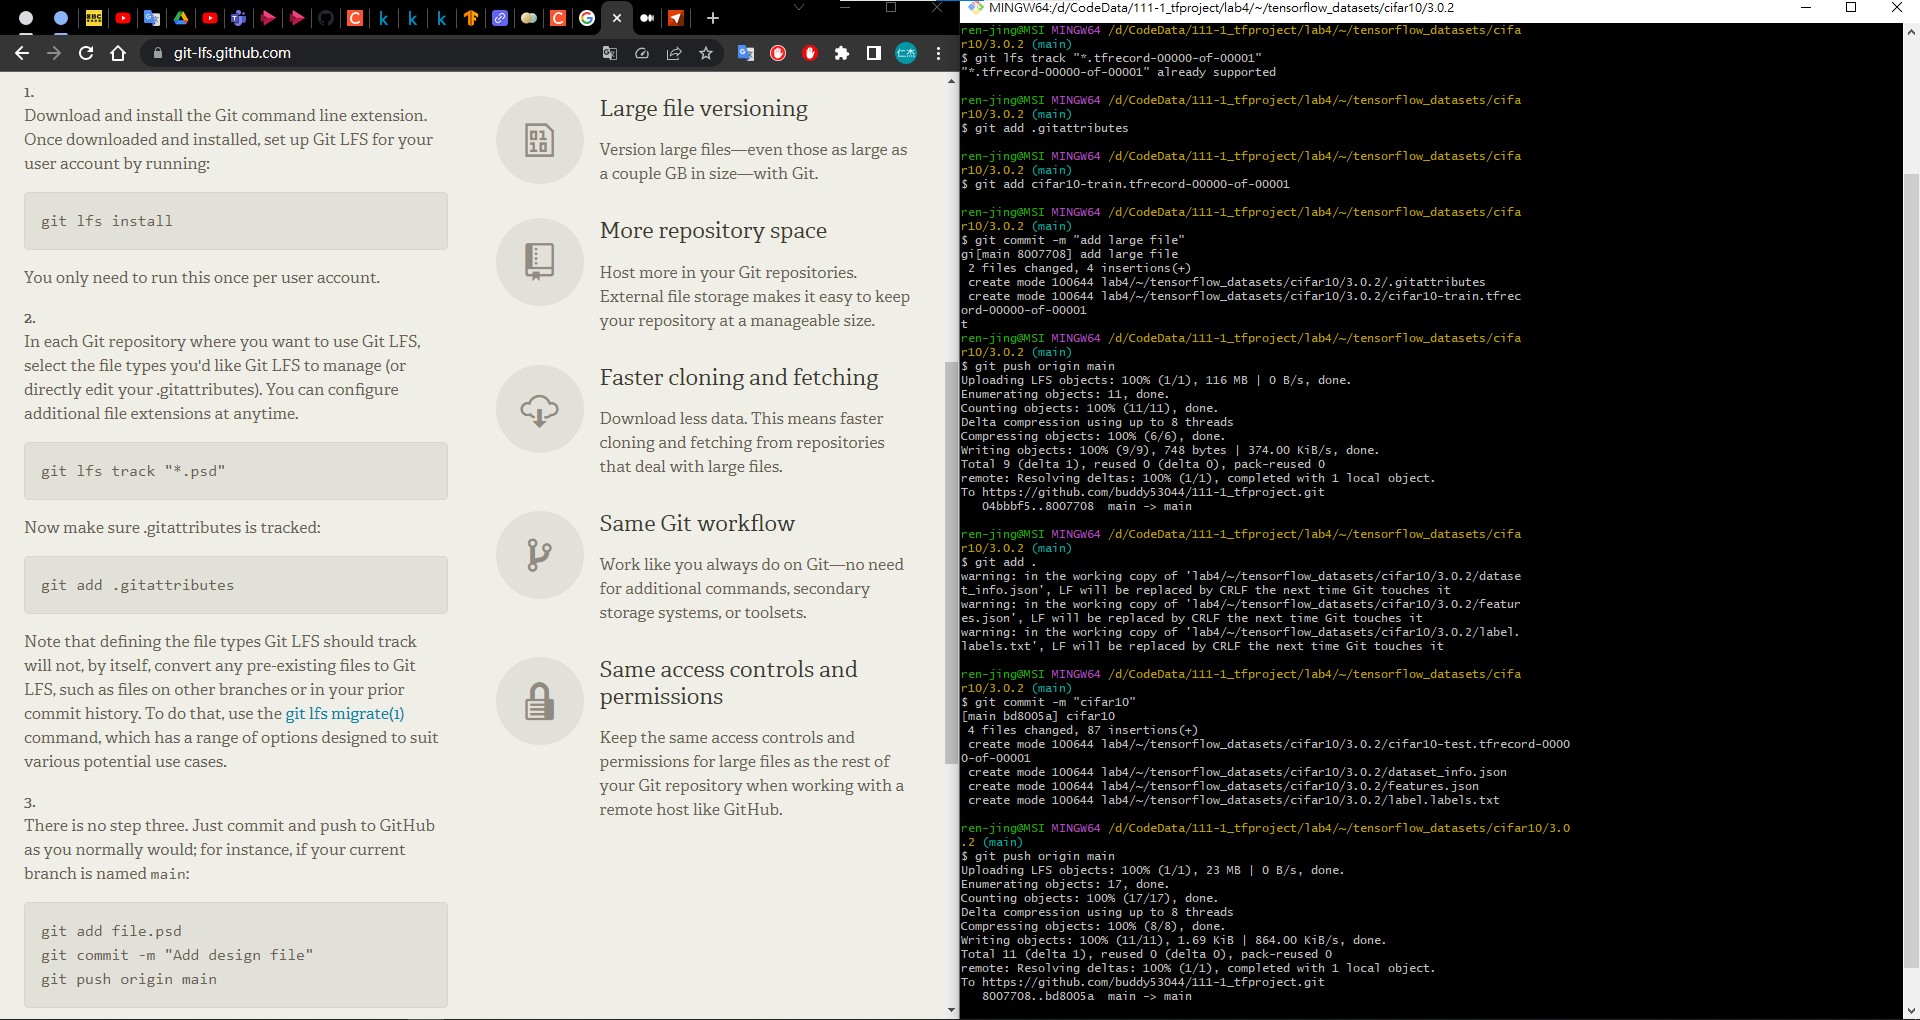 git-lfs.github.com
仁杰
1.
Download and install the Git command line extension.
Once downloaded and installed, set up Git LFS for your
user account by running:
git lfs install
You only need to run this once per user account.
2.
In each Git repository where you want to use Git LFS,
select the file types you'd like Git LFS to manage (or
directly edit your .gitattributes). You can configure
additional file extensions at anytime.
git lfs track "*.psd"
Now make sure .gitattributes is tracked:
git add .gitattributes
Note that defining the file types Git LFS should track
will not, by itself, convert any pre-existing files to Git
LFS, such as files on other branches or in your prior
commit history. To do that, use the git lfs migrate(1)
command, which has a range of options designed to suit
various potential use cases.
3.
There is no step three. Just commit and push to GitHub
as you normally would; for instance, if your current
branch is named main:
git add file.psd
git commit -m "Add design file"
git push origin main
Large file versioning
Version large files—even those as large as
a couple GB in size—with Git.
More repository space
Host more in your Git repositories.
External file storage makes it easy to keep
your repository at a manageable size.
Faster cloning and fetching
Download less data. This means faster
cloning and fetching from repositories
that deal with large files.
Same Git workflow
Work like you always do on Git—no need
for additional commands, secondary
storage systems, or toolsets.
Same access controls and
permissions
Keep the same access controls and
permissions for large files as the rest of
your Git repository when working with a
remote host like GitHub.
MINGW64:/d/CodeData/111-1_tfproject/lab4/~/tensorflow_datasets/cifar10/3.0.2
ren-jing@MSI MINGW64 /d/CodeData/111-1_tfproject/lab4/~/tensorflow_datasets/cifa
r10/3.0.2 (main)
$ git lfs track "*.tfrecord-00000-of-00001"
"*.tfrecord-00000-of-00001" already supported
ren-jing@MSI MINGW64 /d/CodeData/111-1_tfproject/lab4/~/tensorflow_datasets/cifa
r10/3.0.2 (main)
$ git add .gitattributes
ren-jing@MSI MINGW64 /d/CodeData/111-1_tfproject/lab4/~/tensorflow_datasets/cifa
r10/3.0.2 (main)
$ git add cifar10-train.tfrecord-00000-of-00001
ren-jing@MSI MINGW64 /d/CodeData/111-1_tfproject/lab4/~/tensorflow_datasets/cifa
r10/3.0.2 (main)
$ git commit -m "add large file"
gi[main 8007708] add large file
2 files changed, 4 insertions(+)
create mode 100644 lab4/~/tensorflow_datasets/cifar10/3.0.2/.gitattributes
create mode 100644 lab4/~/tensorflow_datasets/cifar10/3.0.2/cifar10-train.tfrec
ord-00000-of-00001
t
ren-jing@MSI MINGW64 /d/CodeData/111-1_tfproject/lab4/~/tensorflow_datasets/cifa
r10/3.0.2 (main)
$ git push origin main
Uploading LFS objects: 100% (1/1), 116 MB | 0 B/s, done.
Enumerating objects: 11, done.
Counting objects: 100% (11/11), done.
Delta compression using up to 8 threads
Compressing objects: 100% (6/6), done.
Writing objects: 100% (9/9), 748 bytes | 374.00 KiB/s, done.
Total 9 (delta 1), reused 0 (delta 0), pack-reused 0
remote: Resolving deltas: 100% (1/1), completed with 1 local object.
To https://github.com/buddy53044/111-1_tfproject.git
04bbbf5..8007708  main -> main
ren-jing@MSI MINGW64 /d/CodeData/111-1_tfproject/lab4/~/tensorflow_datasets/cifa
r10/3.0.2 (main)
$ git add .
warning: in the working copy of 'lab4/~/tensorflow_datasets/cifar10/3.0.2/datase
t_info.json', LF will be replaced by CRLF the next time Git touches it
warning: in the working copy of 'lab4/~/tensorflow_datasets/cifar10/3.0.2/featur
es.json', LF will be replaced by CRLF the next time Git touches it
warning: in the working copy of 'lab4/~/tensorflow_datasets/cifar10/3.0.2/label.
labels.txt', LF will be replaced by CRLF the next time Git touches it
ren-jing@MSI MINGW64 /d/CodeData/111-1_tfproject/lab4/~/tensorflow_datasets/cifa
r10/3.0.2 (main)
$ git commit -m "cifar10"
[main bd8005a] cifar10
4 files changed, 87 insertions(+)
create mode 100644 lab4/~/tensorflow_datasets/cifar10/3.0.2/cifar10-test.tfrecord-0000
0-of-00001
create mode 100644 lab4/~/tensorflow_datasets/cifar10/3.0.2/dataset_info.json
create mode 100644 lab4/~/tensorflow_datasets/cifar10/3.0.2/features.json
create mode 100644 lab4/~/tensorflow_datasets/cifar10/3.0.2/label.labels.txt
ren-jing@MSI MINGW64 /d/CodeData/111-1_tfproject/lab4/~/tensorflow_datasets/cifar10/3.0
.2 (main)
$ git push origin main
Uploading LFS objects: 100% (1/1), 23 MB | 0 B/s, done.
Enumerating objects: 17, done.
Counting objects: 100% (17/17), done.
Delta compression using up to 8 threads
Compressing objects: 100% (8/8), done.
Writing objects: 100% (11/11), 1.69 KiB | 864.00 KiB/s, done.
Total 11 (delta 1), reused 0 (delta 0), pack-reused 0
remote: Resolving deltas: 100% (1/1), completed with 1 local object.
To https://github.com/buddy53044/111-1_tfproject.git
8007708..bd8005a  main -> main